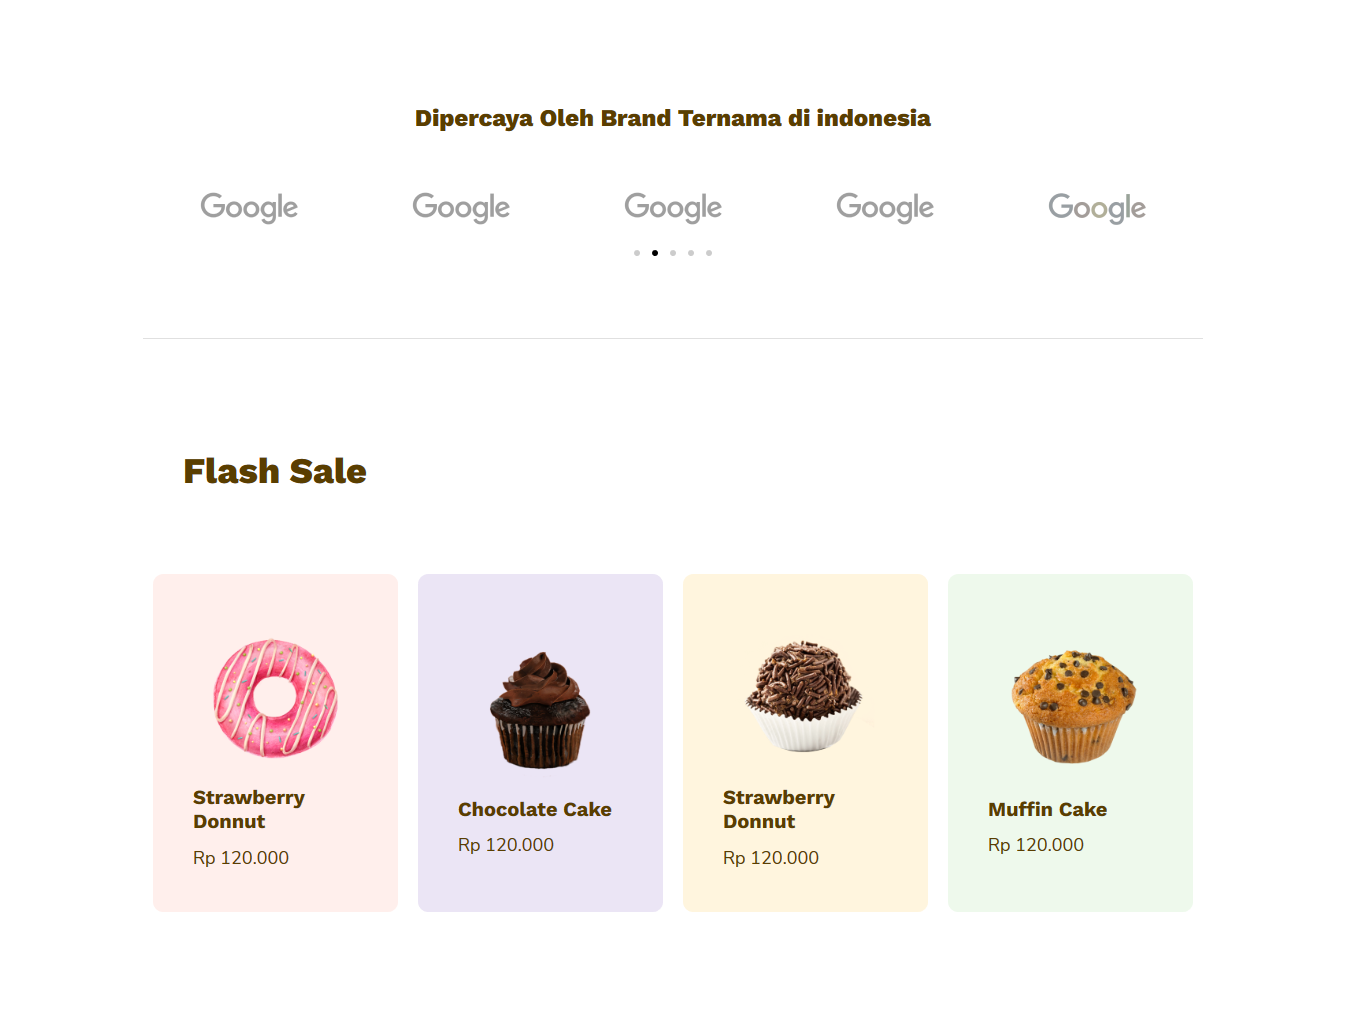 Dipercaya Oleh Brand Ternama di indonesia
Google Google Google Google Google
Flash Sale
Strawberry
Donnut
Rp 120.000
Chocolate Cake
Rp 120.000
Strawberry
Donnut
Rp 120.000
Muffin Cake
Rp 120.000